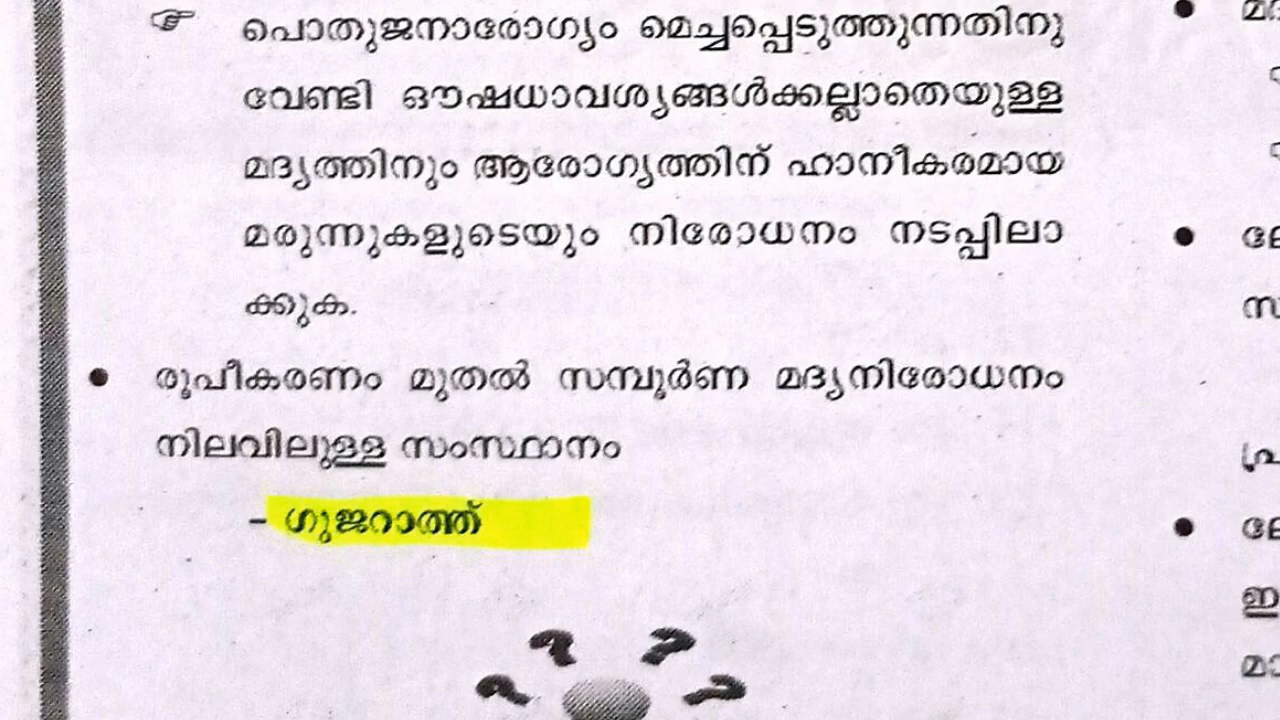 പൊതുജനാരോഗ്യം മെച്ചപ്പെടുത്തുന്നതിനു
വേണ്ടി ഔഷധാവശ്യങ്ങൾക്കല്ലാതെയുള്ള
മദ്യത്തിനും ആരോഗ്യത്തിന് ഹാനീകരമായ
മരുന്നുകളുടെയും നിരോധനം നടപ്പിലാ
ക്കുക.
• രൂപീകരണം മുതൽ സമ്പൂർണ മദ്യനിരോധനം
നിലവിലുള്ള സംസ്ഥാനം
– ഗുജറാത്ത്